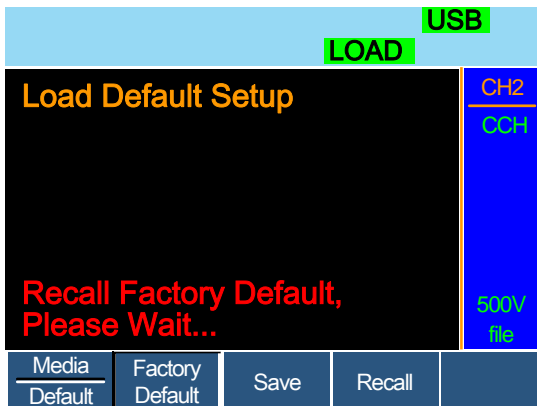 USB
LOAD
Load Default Setup
CH2
CCH
Recall Factory Default,
Please Wait...
500V
file
Media
Default
Factory
Default
Save
Recall